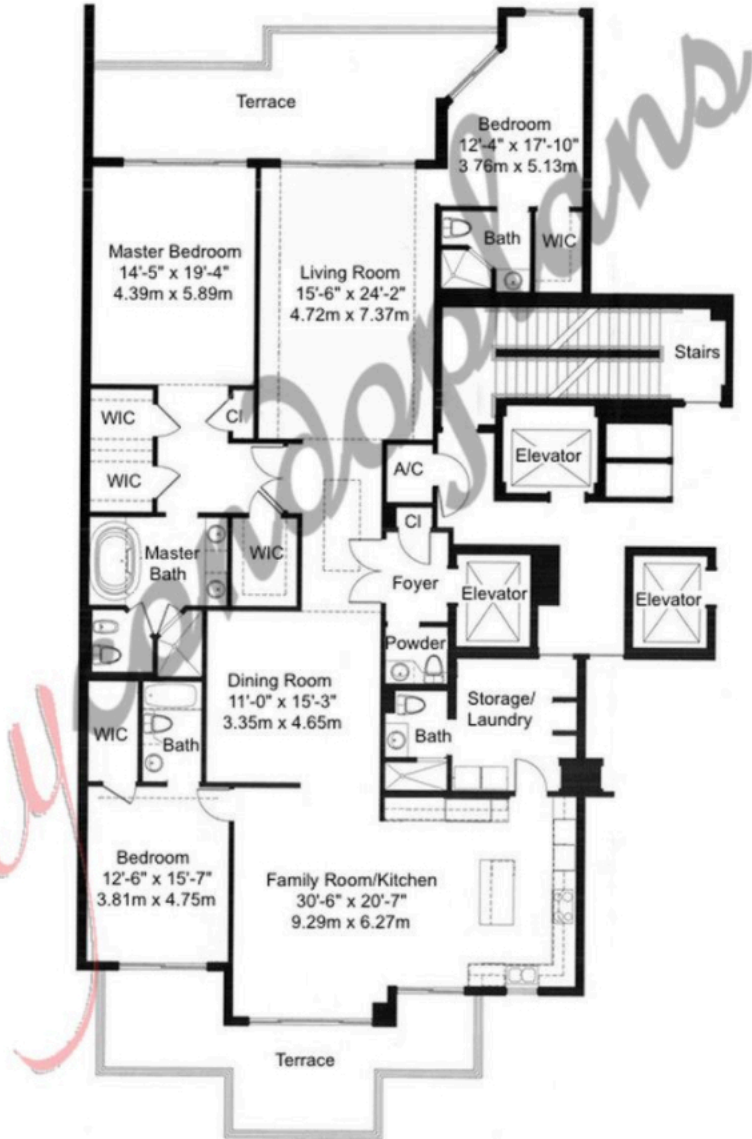 Terrace
Bedroom
12'-4" x 17'-10"
3.76m x 5.13m
Bath
WIC
Master Bedroom
14'-5" x 19'-4"
4.39m x 5.89m
Living Room
15'-6" x 24'-2"
4.72m x 7.37m
Stairs
WIC
Cl
Elevator
A/C
WIC
Cl
Master
Bath
WIC
Foyer
Elevator
Elevator
Powder
Dining Room
11'-0" x 15'-3"
3.35m x 4.65m
Storage/
Laundry
WIC
Bath
Bath
Bedroom
12'-6" x 15'-7"
3.81m x 4.75m
Family Room/Kitchen
30'-6" x 20'-7"
9.29m x 6.27m
Terrace
y
condoplans